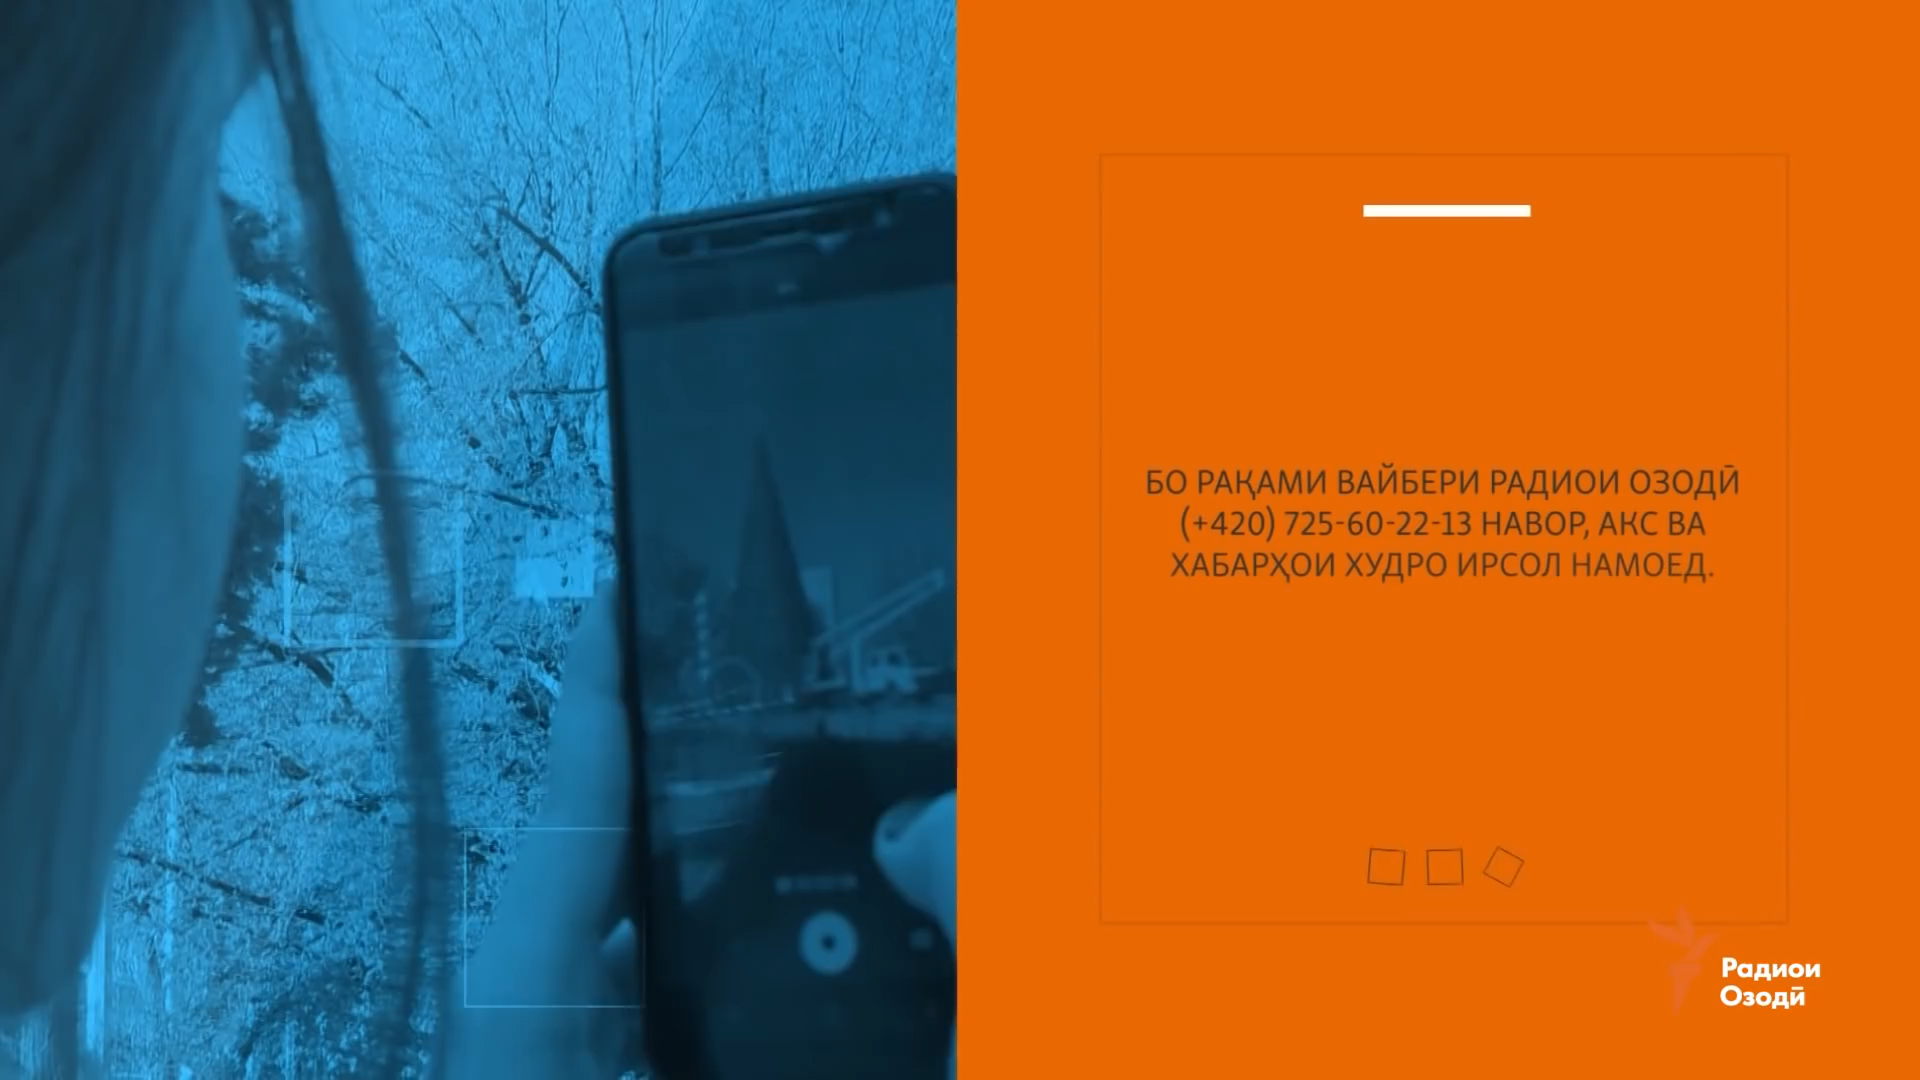 БО РАҚАМИ ВАЙБЕРИ РАДИОИ ОЗОДӢ
(+420) 725-60-22-13 НАВОР, АКС ВА
ХАБАРҲОИ ХУДРО ИРСОЛ НАМОЕД.
Радиои
Озодӣ